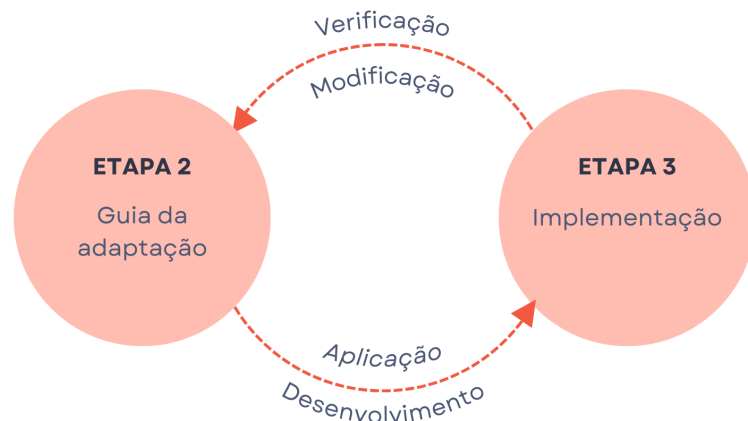 Verificação
Modificação
ETAPA 2
Guia da
adaptação
ETAPA 3
Implementação
Aplicação
Desenvolvimento